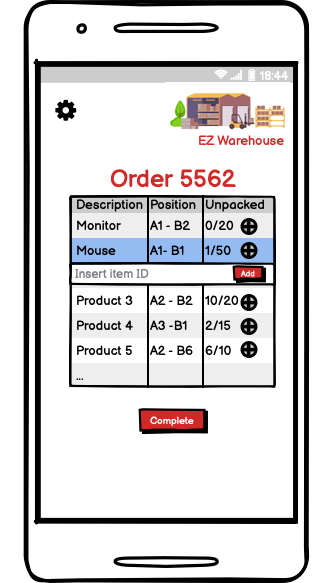 18:44
EZ Warehouse
Order 5562
Description Position Unpacked
Monitor A1 - B2 0/20
Mouse A1- B1 1/50
Insert item ID Add
Product 3 A2 - B2 10/20
Product 4 A3 -B1 2/15
Product 5 A2 - B6 6/10
...
Complete